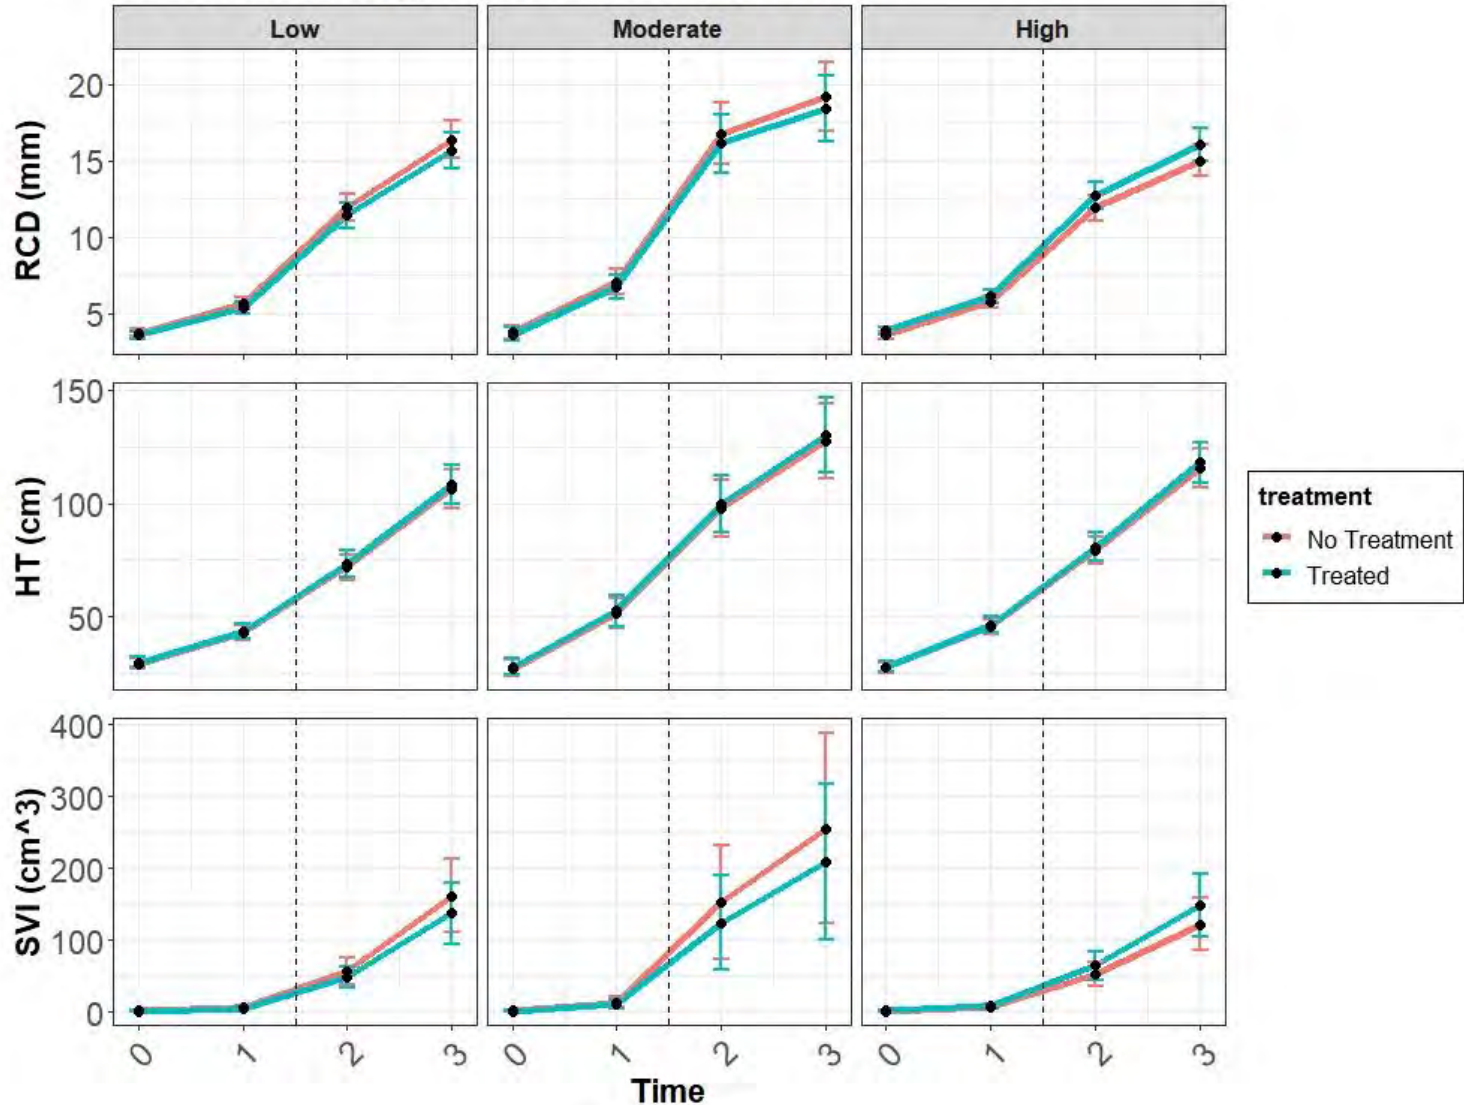 Low Moderate High
RCD (mm)
20
15
10
5
HT (cm)
150
100
50
SVI (cm^3)
400
300
200
100
0
0 1 2 3 0 1 2 3 0 1 2 3
Time
treatment
No Treatment
Treated